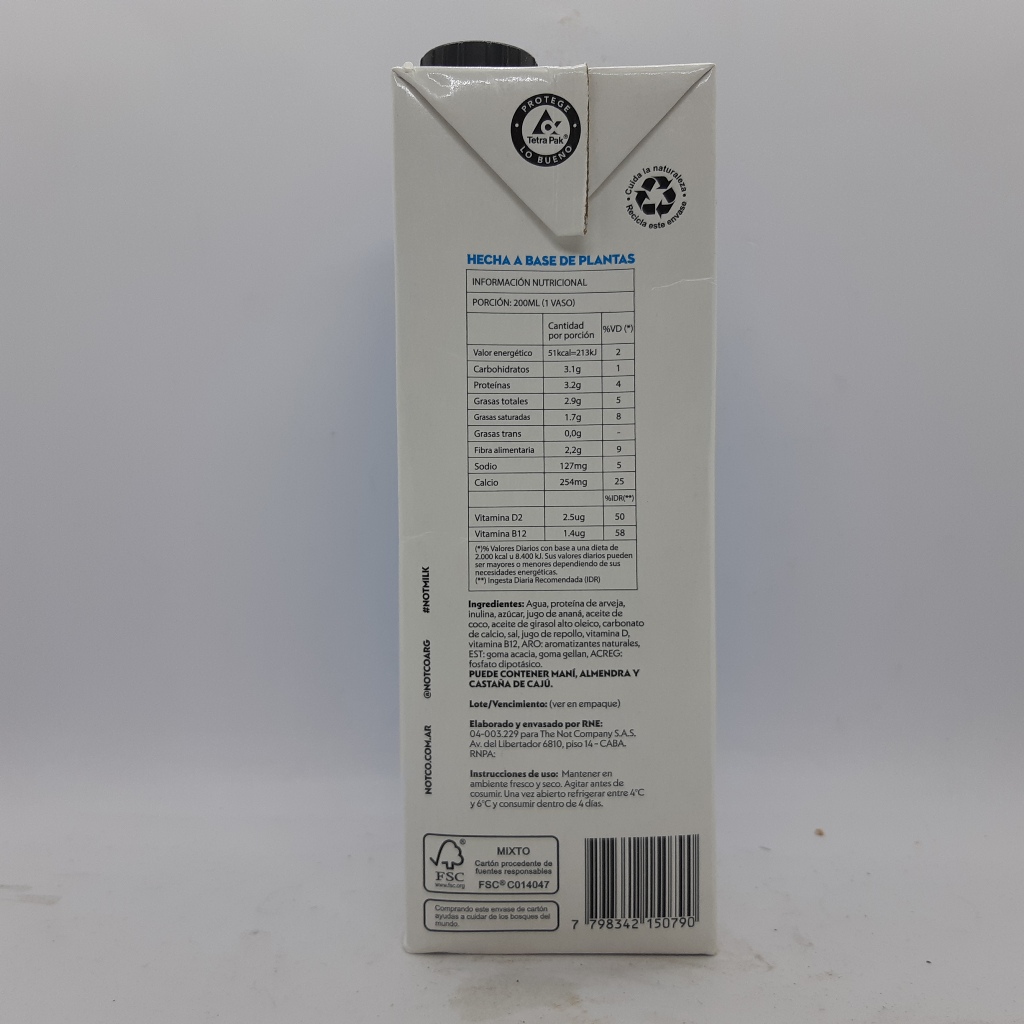 PROTEGE
Tetra Pak®
LO BUENO
Cuida la naturaleza
Recicla este envase
HECHA A BASE DE PLANTAS
INFORMACIÓN NUTRICIONAL
PORCIÓN: 200ML (1 VASO)
Cantidad por porción %VD (*)
Valor energético 51kcal=213kJ 2
Carbohidratos 3.1g 1
Proteínas 3.2g 4
Grasas totales 2.9g 5
Grasas saturadas 1.7g 8
Grasas trans 0,0g -
Fibra alimentaria 2,2g 9
Sodio 127mg 5
Calcio 254mg 25
%IDR(**)
Vitamina D2 2.5ug 50
Vitamina B12 1.4ug 58
(*)% Valores Diarios con base a una dieta de
2.000 kcal u 8.400 kJ. Sus valores diarios pueden
ser mayores o menores dependiendo de sus
necesidades energéticas.
(**) Ingesta Diaria Recomendada (IDR)
Ingredientes: Agua, proteína de arveja,
inulina, azúcar, jugo de ananá, aceite de
coco, aceite de girasol alto oleico, carbonato
de calcio, sal, jugo de repollo, vitamina D,
vitamina B12, ARO: aromatizantes naturales,
EST: goma acacia, goma gellan, ACREG:
fosfato dipotásico.
PUEDE CONTENER MANÍ, ALMENDRA Y
CASTAÑA DE CAJÚ.
Lote/Vencimiento: (ver en empaque)
Elaborado y envasado por RNE:
04-003.229 para The Not Company S.A.S.
Av. del Libertador 6810, piso 14 - CABA.
RNPA:
Instrucciones de uso: Mantener en
ambiente fresco y seco. Agitar antes de
cosumir. Una vez abierto refrigerar entre 4°C
y 6°C y consumir dentro de 4 días.
#NOTMILK
@NOTCOARG
NOTCO.COM.AR
FSC
www.fsc.org
MIXTO
Cartón procedente de
fuentes responsables
FSC® C014047
Comprando este envase de cartón
ayudas a cuidar de los bosques del
mundo.
7 798342 150790